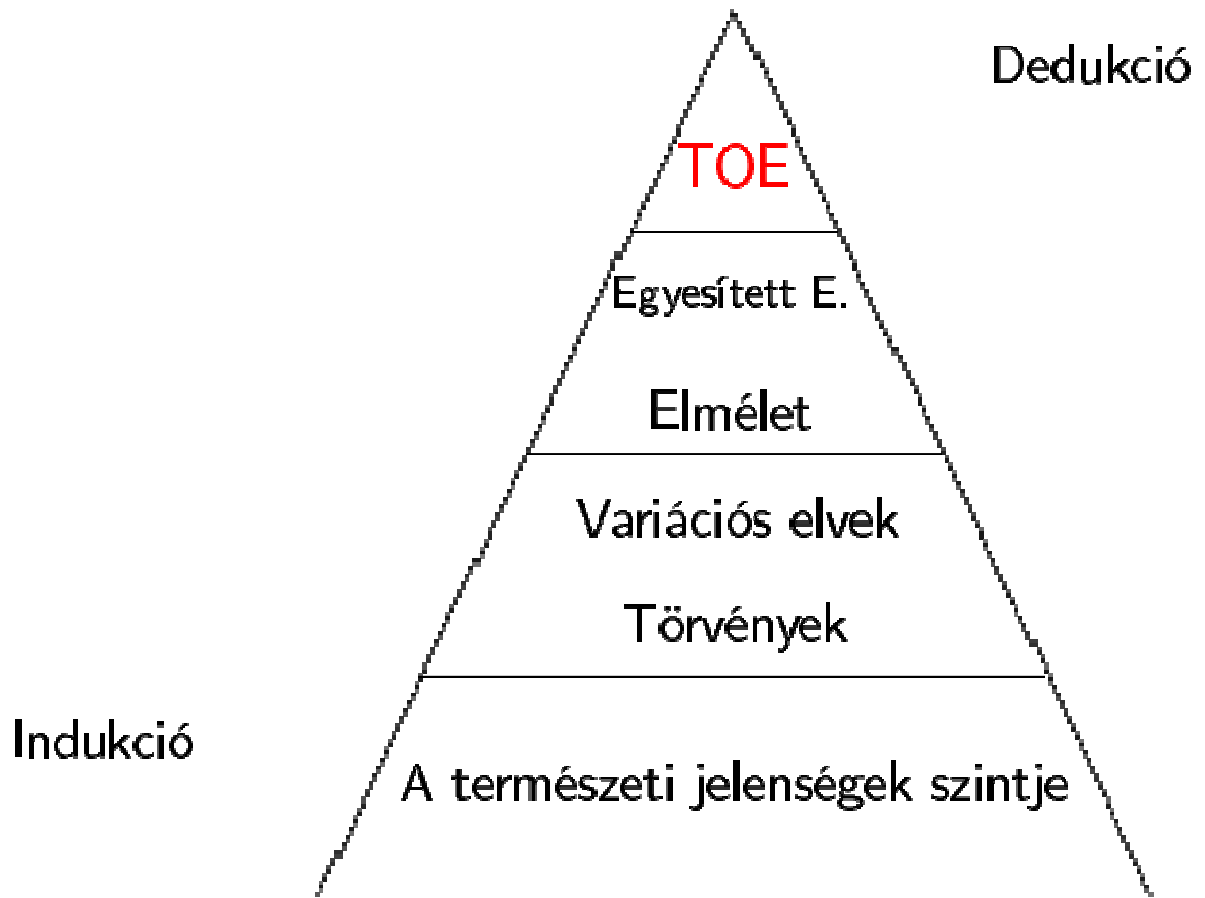 Dedukció
TOE
Egyesített E.
Elmélet
Variációs elvek
Törvények
Indukció
A természeti jelenségek szintje